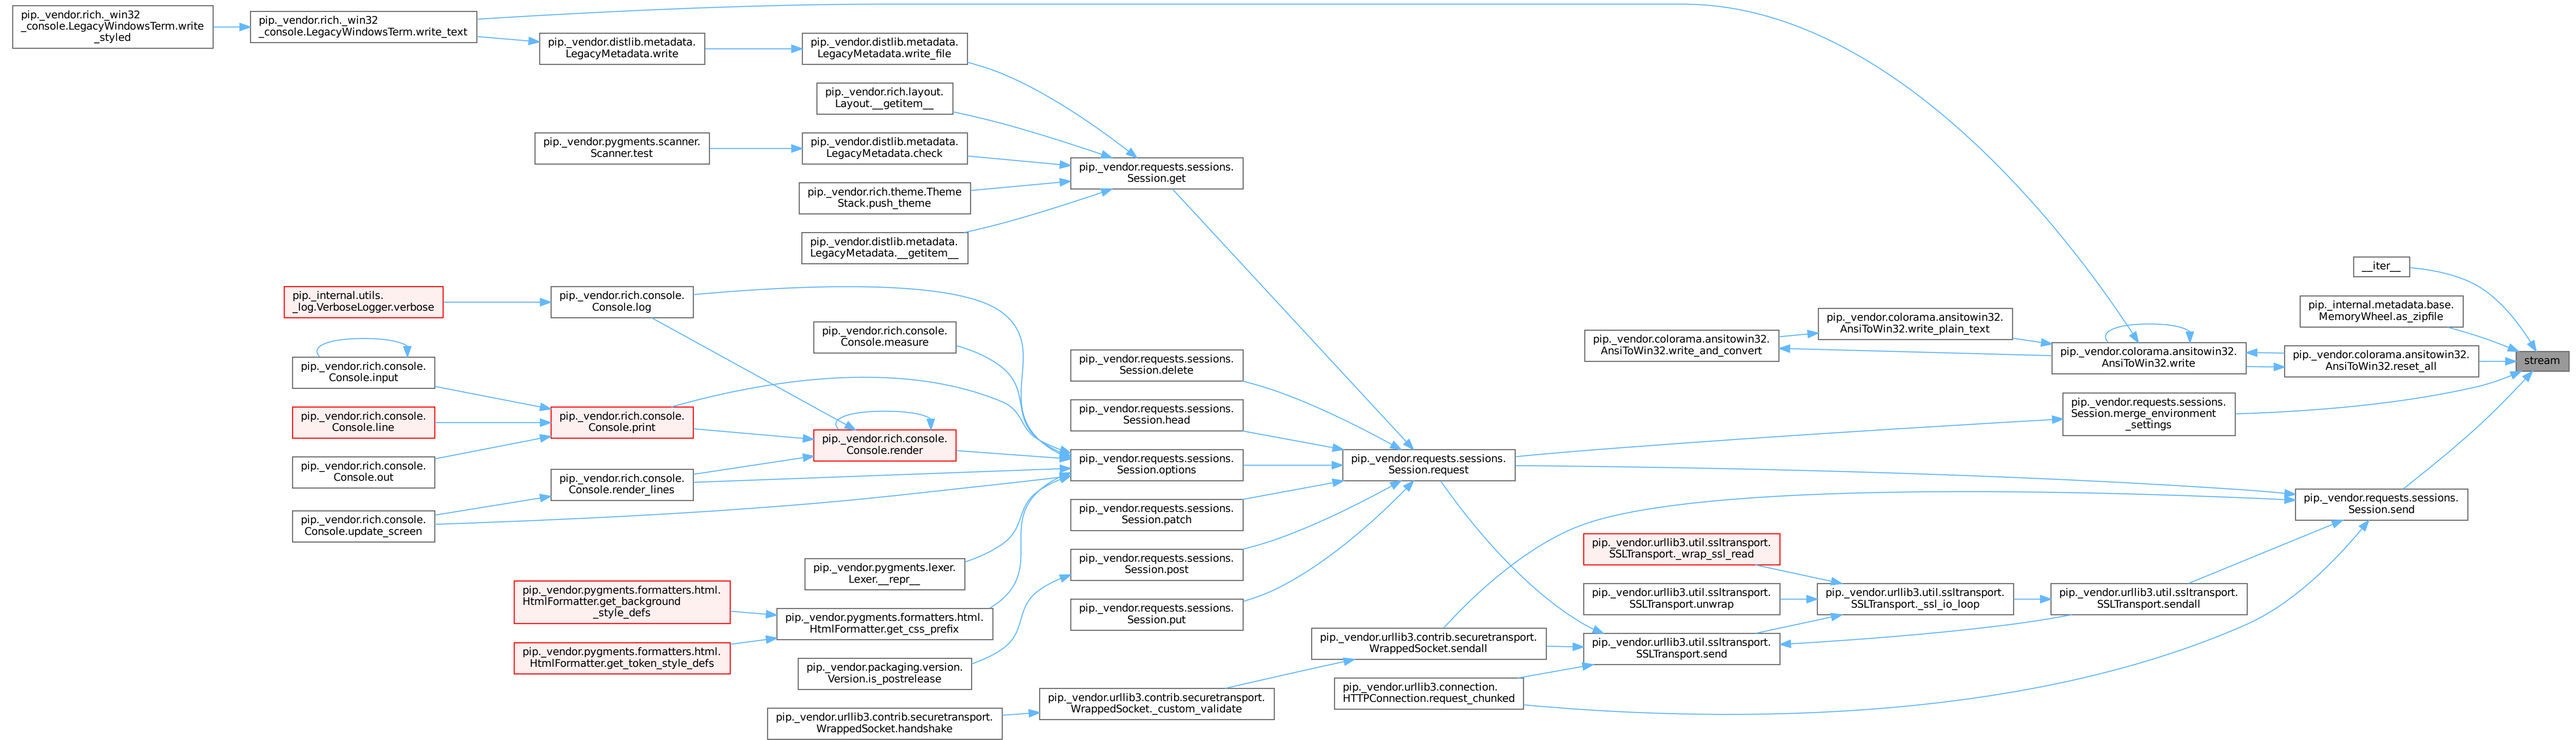 pip._vendor.rich._win32
_console.LegacyWindowsTerm.write
_styled
pip._vendor.rich._win32
_console.LegacyWindowsTerm.write_text
pip._vendor.distlib.metadata.
LegacyMetadata.write
pip._vendor.distlib.metadata.
LegacyMetadata.write_file
pip._vendor.rich.layout.
Layout.__getitem__
pip._vendor.pygments.scanner.
Scanner.test
pip._vendor.distlib.metadata.
LegacyMetadata.check
pip._vendor.rich.theme.Theme
Stack.push_theme
pip._vendor.distlib.metadata.
LegacyMetadata.__getitem__
pip._vendor.requests.sessions.
Session.get
pip._internal.utils.
_log.VerboseLogger.verbose
pip._vendor.rich.console.
Console.log
pip._vendor.rich.console.
Console.measure
pip._vendor.rich.console.
Console.input
pip._vendor.rich.console.
Console.line
pip._vendor.rich.console.
Console.print
pip._vendor.rich.console.
Console.render
pip._vendor.rich.console.
Console.out
pip._vendor.rich.console.
Console.render_lines
pip._vendor.rich.console.
Console.update_screen
pip._vendor.requests.sessions.
Session.delete
pip._vendor.requests.sessions.
Session.head
pip._vendor.requests.sessions.
Session.options
pip._vendor.requests.sessions.
Session.patch
pip._vendor.requests.sessions.
Session.post
pip._vendor.requests.sessions.
Session.put
pip._vendor.requests.sessions.
Session.request
pip._vendor.pygments.lexer.
Lexer.__repr__
pip._vendor.pygments.formatters.html.
HtmlFormatter.get_background
_style_defs
pip._vendor.pygments.formatters.html.
HtmlFormatter.get_token_style_defs
pip._vendor.pygments.formatters.html.
HtmlFormatter.get_css_prefix
pip._vendor.packaging.version.
Version.is_postrelease
pip._vendor.urllib3.contrib.securetransport.
WrappedSocket.handshake
pip._vendor.urllib3.contrib.securetransport.
WrappedSocket._custom_validate
pip._vendor.urllib3.contrib.securetransport.
WrappedSocket.sendall
pip._vendor.urllib3.connection.
HTTPConnection.request_chunked
pip._vendor.colorama.ansitowin32.
AnsiToWin32.write_and_convert
pip._vendor.colorama.ansitowin32.
AnsiToWin32.write_plain_text
pip._vendor.colorama.ansitowin32.
AnsiToWin32.write
pip._vendor.urllib3.util.ssltransport.
SSLTransport._wrap_ssl_read
pip._vendor.urllib3.util.ssltransport.
SSLTransport.unwrap
pip._vendor.urllib3.util.ssltransport.
SSLTransport.send
pip._vendor.urllib3.util.ssltransport.
SSLTransport._ssl_io_loop
pip._vendor.urllib3.util.ssltransport.
SSLTransport.sendall
__iter__
pip._internal.metadata.base.
MemoryWheel.as_zipfile
pip._vendor.colorama.ansitowin32.
AnsiToWin32.reset_all
pip._vendor.requests.sessions.
Session.merge_environment
_settings
pip._vendor.requests.sessions.
Session.send
stream